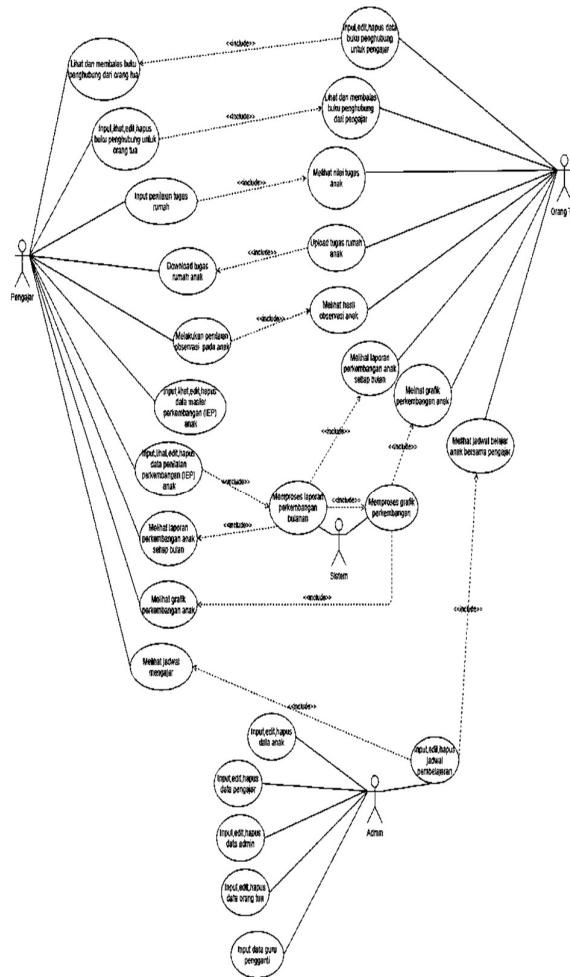 Input,edit,hapus data
buku penghubung
untuk pengajar
<<include>>
Lihat dan membalas buku
penghubung dari orang tua
Lihat dan membalas
buku penghubung
dari pengajar
Input,lihat,edit,hapus
buku penghubung untuk
orang tua
<<include>>
Melihat nilai tugas
anak
<<include>>
Input penilaian tugas
rumah
Orang T
Upload tugas rumah
anak
<<include>>
Download tugas
rumah anak
Pengajar
Melihat hasil
observasi anak
<<include>>
Melakukan penilaian
observasi pada anak
Melihat laporan
perkembangan anak
setiap bulan
Melihat grafik
perkembangan anak
Input,lihat,edit,hapus
data master
perkembangan (IEP)
anak
<<include>>
<<include>>
Melihat jadwal belajar
anak bersama pengajar
Input,lihat,edit,hapus
data penilaian
perkembangan (IEP)
anak
<<include>>
Memproses laporan
perkembangan
bulanan
<<include>>
Memproses grafik
perkembangan
Melihat laporan
perkembangan anak
setiap bulan
<<include>>
Sistem
Melihat grafik
perkembangan anak
<<include>>
<<include>>
Melihat jadwal
mengajar
<<include>>
Input,edit,hapus
data anak
Input,edit,hapus
jadwal
pembelajaran
Input,edit,hapus
data pengajar
Admin
Input,edit,hapus
data admin
Input,edit,hapus
data orang tua
Input data guru
pengganti